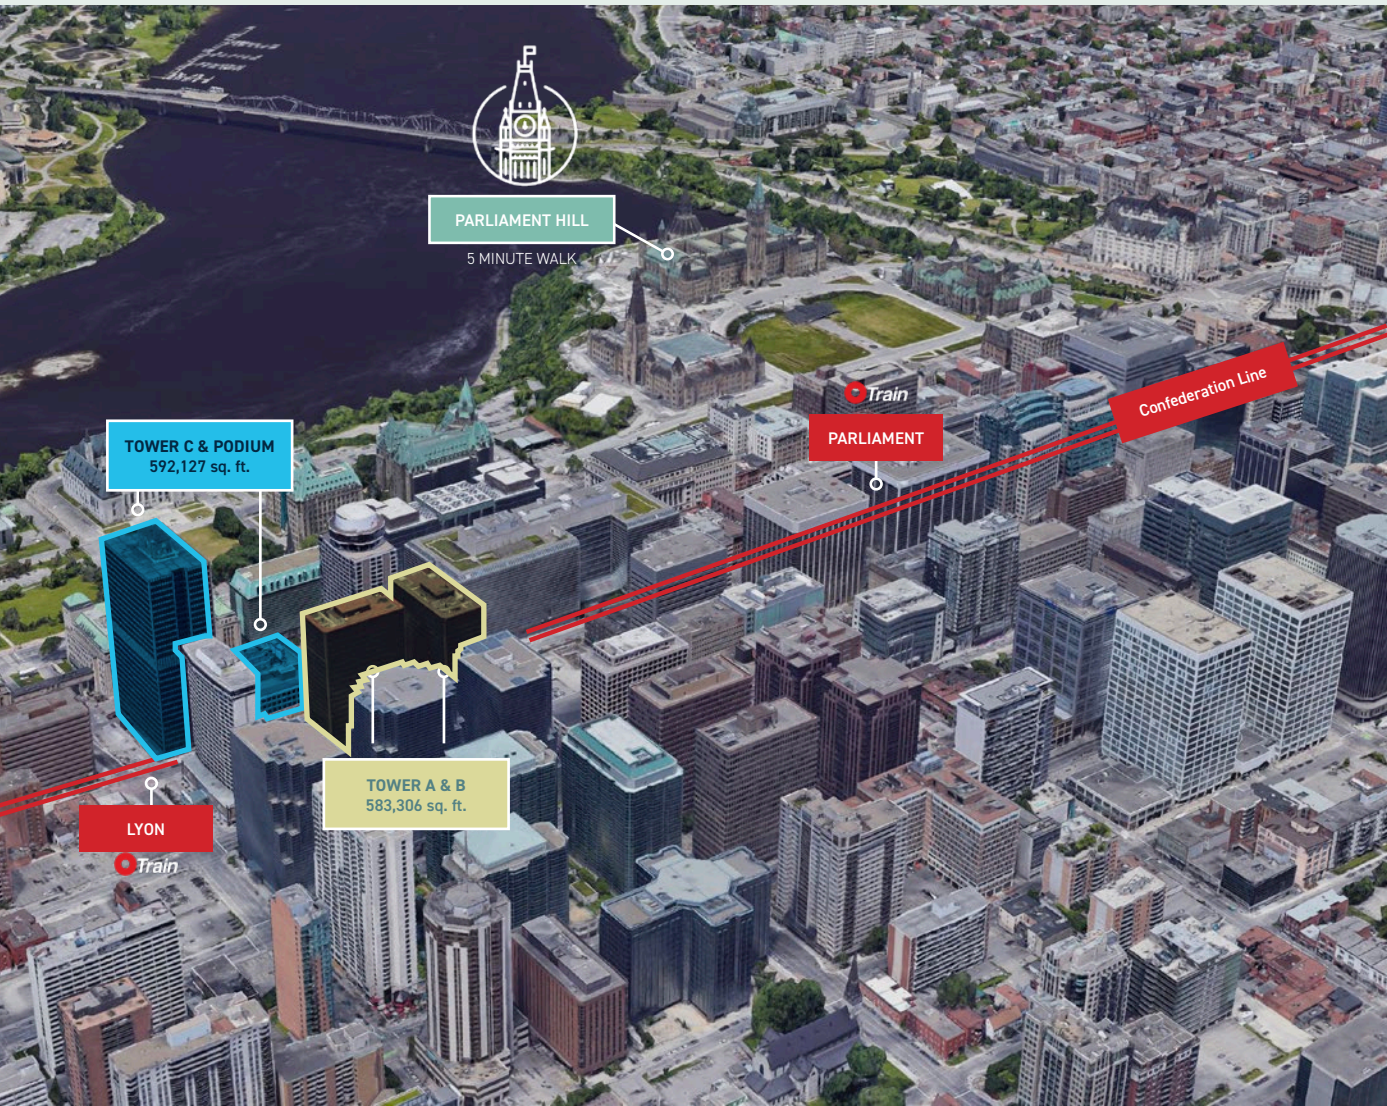 PARLIAMENT HILL
5 MINUTE WALK
Confederation Line
Train
PARLIAMENT
TOWER C & PODIUM
592,127 sq. ft.
TOWER A & B
583,306 sq. ft.
LYON
Train